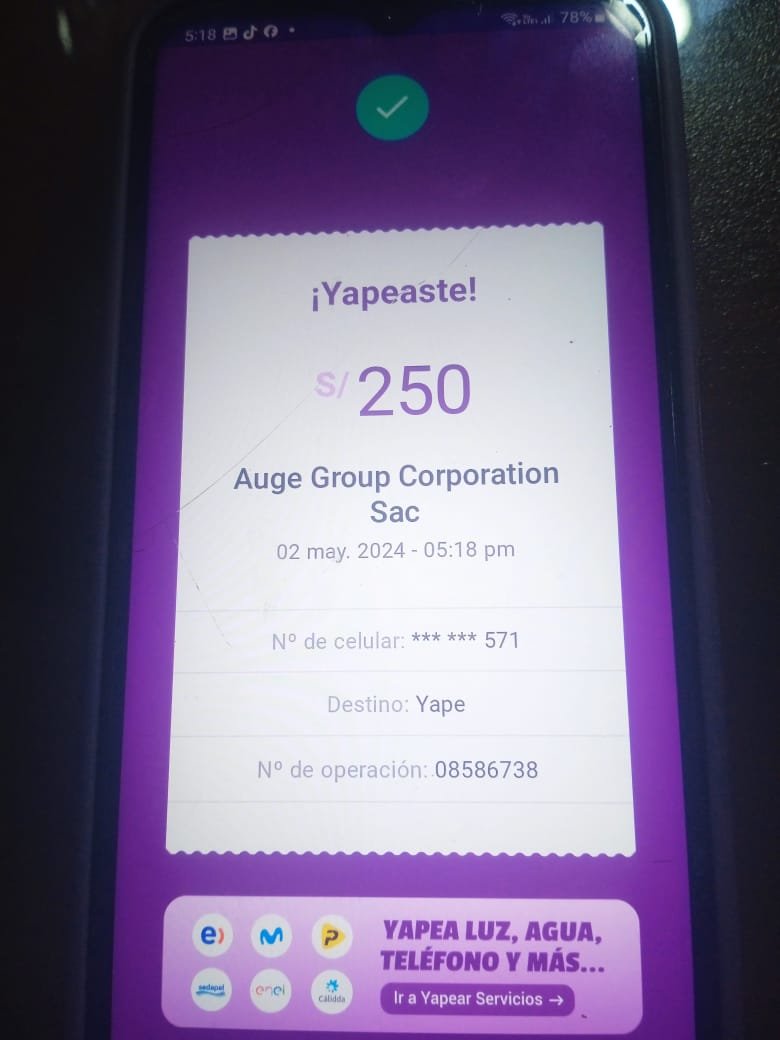 5:18
78%
¡Yapeaste!
S/ 250
Auge Group Corporation
Sac
02 may. 2024 - 05:18 pm
Nº de celular: *** *** 571
Destino: Yape
Nº de operación: 08586738
e)
YAPEA LUZ, AGUA,
TELÉFONO Y MÁS...
sedapal
enel
Cálidda
Ir a Yapear Servicios →